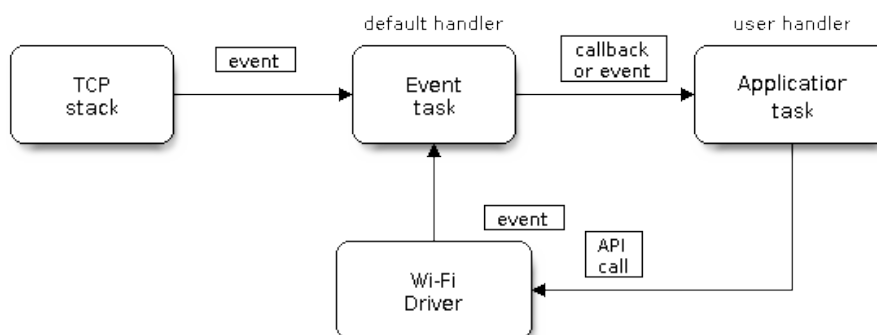 default handler
user handler
event
callback
or event
TCP
stack
Event
task
Application
task
event
API
call
Wi-Fi
Driver